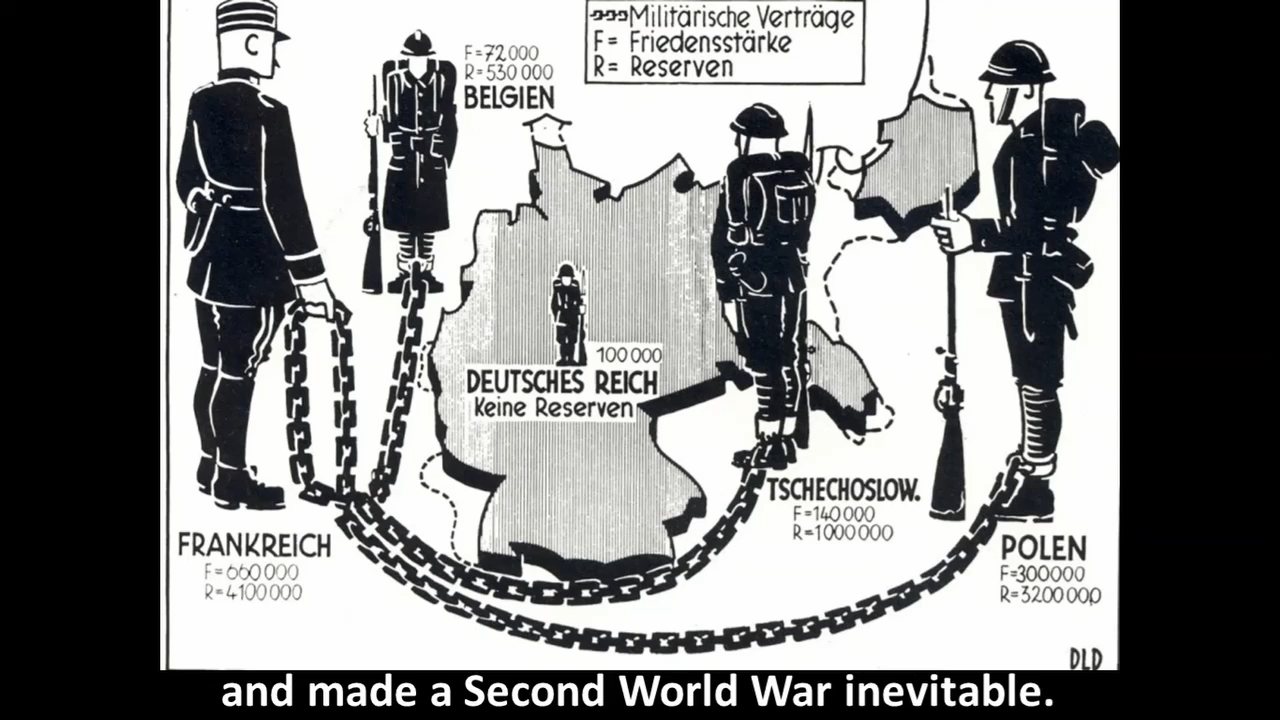 Militärische Verträge
F= Friedensstärke
R= Reserven
F=72000
R=530000
BELGIEN
100000
DEUTSCHES REICH
Keine Reserven
TSCHECHOSLOW.
F=140000
R=1000000
FRANKREICH
F=660000
R=4100000
POLEN
F=300000
R=3200000
DLD
and made a Second World War inevitable.